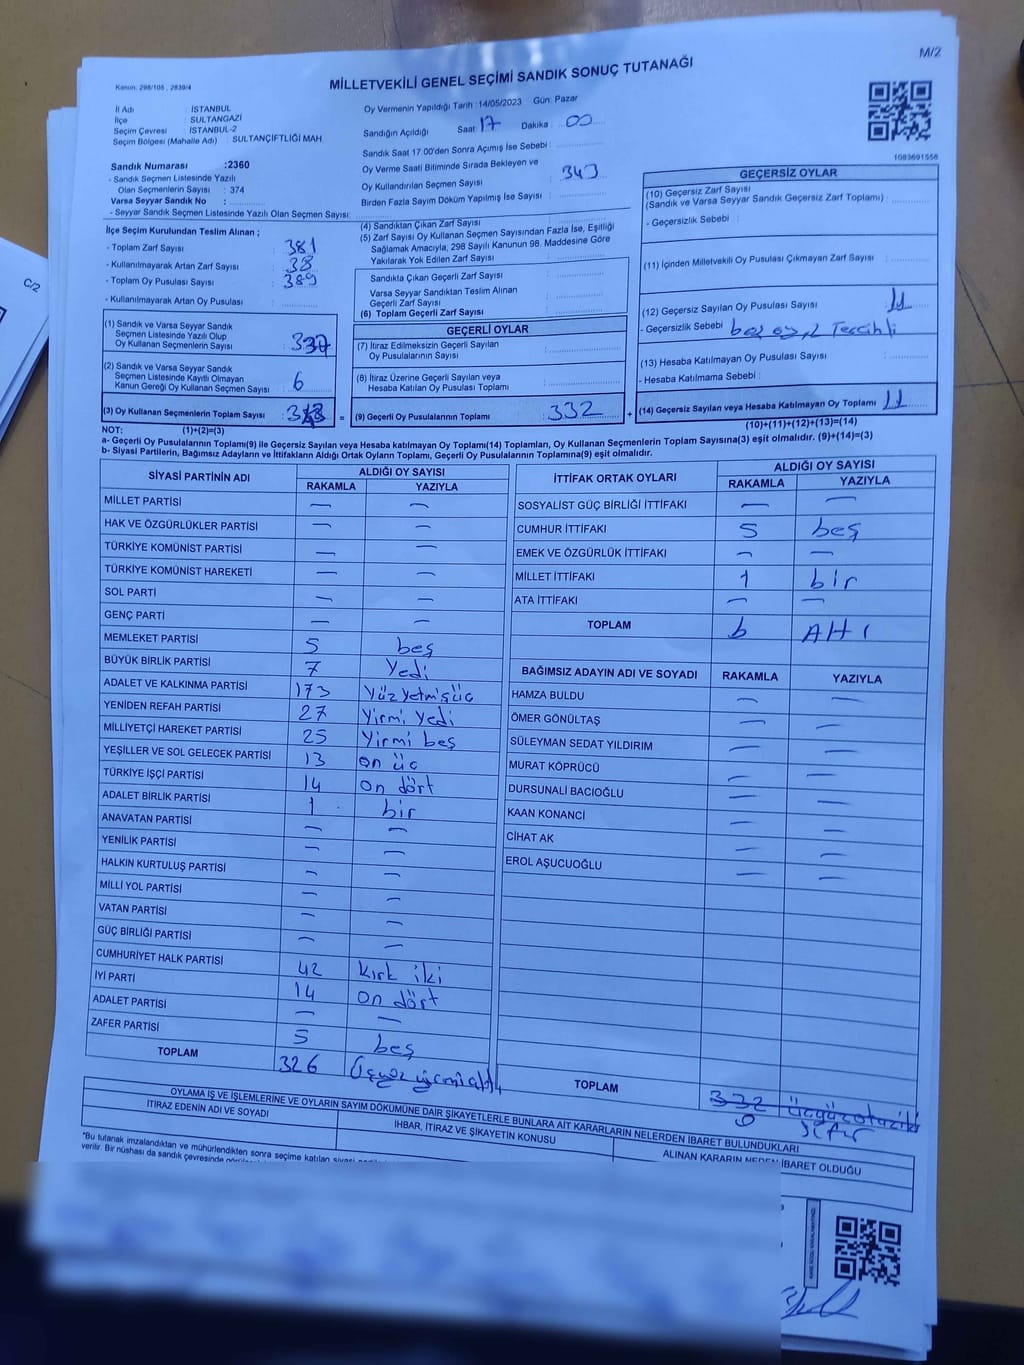 M/2
Kanun. 298/105 , 2839/4
MİLLETVEKİLİ GENEL SEÇİMİ SANDIK SONUÇ TUTANAĞI
İl Adı : İSTANBUL
İlçe : SULTANGAZİ
Seçim Çevresi : İSTANBUL-2
Seçim Bölgesi (Mahalle Adı) : SULTANÇİFTLİĞİ MAH.
Oy Vermenin Yapıldığı Tarih : 14/05/2023 Gün: Pazar
Sandığın Açıldığı Saat : 17 Dakika : 00
Sandık Saat 17.00'den Sonra Açımış İse Sebebi :
Oy Verme Saati Bitiminde Sırada Bekleyen ve
Oy Kullandırılan Seçmen Sayısı : 343
Birden Fazla Sayım Döküm Yapılmış İse Sayısı :
1083691556
Sandık Numarası :2360
- Sandık Seçmen Listesinde Yazılı
Olan Seçmenlerin Sayısı : 374
Varsa Seyyar Sandık No :
- Seyyar Sandık Seçmen Listesinde Yazılı Olan Seçmen Sayısı:
İlçe Seçim Kurulundan Teslim Alınan ;
- Toplam Zarf Sayısı : 381
- Kullanılmayarak Artan Zarf Sayısı : 38
- Toplam Oy Pusulası Sayısı : 389
- Kullanılmayarak Artan Oy Pusulası :
(1) Sandık ve Varsa Seyyar Sandık
Seçmen Listesinde Yazılı Olup
Oy Kullanan Seçmenlerin Sayısı : 337
(2) Sandık ve Varsa Seyyar Sandık
Seçmen Listesinde Kayıtlı Olmayan
Kanun Gereği Oy Kullanan Seçmen Sayısı : 6
(3) Oy Kullanan Seçmenlerin Toplam Sayısı : 343 =
(4) Sandıktan Çıkan Zarf Sayısı
(5) Zarf Sayısı Oy Kullanan Seçmen Sayısından Fazla İse, Eşitliği
Sağlamak Amacıyla, 298 Sayılı Kanunun 98. Maddesine Göre
Yakılarak Yok Edilen Zarf Sayısı :
Sandıkta Çıkan Geçerli Zarf Sayısı :
Varsa Seyyar Sandıktan Teslim Alınan
Geçerli Zarf Sayısı :
(6) Toplam Geçerli Zarf Sayısı :
GEÇERLİ OYLAR
(7) İtiraz Edilmeksizin Geçerli Sayılan
Oy Pusulalarının Sayısı :
(8) İtiraz Üzerine Geçerli Sayılan veya
Hesaba Katılan Oy Pusulası Toplamı :
(9) Geçerli Oy Pusulalarının Toplamı : 332 +
GEÇERSİZ OYLAR
(10) Geçersiz Zarf Sayısı
(Sandık ve Varsa Seyyar Sandık Geçersiz Zarf Toplamı) :
- Geçersizlik Sebebi :
(11) İçinden Milletvekili Oy Pusulası Çıkmayan Zarf Sayısı :
(12) Geçersiz Sayılan Oy Pusulası Sayısı : 11
- Geçersizlik Sebebi : boş oy, 2 Tercihli
(13) Hesaba Katılmayan Oy Pusulası Sayısı :
- Hesaba Katılmama Sebebi :
(14) Geçersiz Sayılan veya Hesaba Katılmayan Oy Toplamı : 11
NOT: (1)+(2)=(3)
(10)+(11)+(12)+(13)=(14)
a- Geçerli Oy Pusulalarının Toplamı(9) ile Geçersiz Sayılan veya Hesaba katılmayan Oy Toplamı(14) Toplamları, Oy Kullanan Seçmenlerin Toplam Sayısına(3) eşit olmalıdır. (9)+(14)=(3)
b- Siyasi Partilerin, Bağımsız Adayların ve İttifakların Aldığı Ortak Oyların Toplamı, Geçerli Oy Pusulalarının Toplamına(9) eşit olmalıdır.
SİYASİ PARTİNİN ADI ALDIĞI OY SAYISI
RAKAMLA YAZIYLA
MİLLET PARTİSİ — —
HAK VE ÖZGÜRLÜKLER PARTİSİ — —
TÜRKİYE KOMÜNİST PARTİSİ — —
TÜRKİYE KOMÜNİST HAREKETİ — —
SOL PARTİ — —
GENÇ PARTİ — —
MEMLEKET PARTİSİ 5 beş
BÜYÜK BİRLİK PARTİSİ 7 Yedi
ADALET VE KALKINMA PARTİSİ 173 Yüzyetmişüç
YENİDEN REFAH PARTİSİ 27 Yirmi Yedi
MİLLİYETÇİ HAREKET PARTİSİ 25 Yirmi beş
YEŞİLLER VE SOL GELECEK PARTİSİ 13 on üç
TÜRKİYE İŞÇİ PARTİSİ 14 On dört
ADALET BİRLİK PARTİSİ 1 bir
ANAVATAN PARTİSİ — —
YENİLİK PARTİSİ — —
HALKIN KURTULUŞ PARTİSİ — —
MİLLİ YOL PARTİSİ — —
VATAN PARTİSİ — —
GÜÇ BİRLİĞİ PARTİSİ — —
CUMHURİYET HALK PARTİSİ 42 kırk iki
İYİ PARTİ 14 On dört
ADALET PARTİSİ — —
ZAFER PARTİSİ 5 beş
TOPLAM 326 Üçyüz yirmi altı
İTTİFAK ORTAK OYLARI ALDIĞI OY SAYISI
RAKAMLA YAZIYLA
SOSYALİST GÜÇ BİRLİĞİ İTTİFAKI — —
CUMHUR İTTİFAKI 5 beş
EMEK VE ÖZGÜRLÜK İTTİFAKI — —
MİLLET İTTİFAKI 1 bir
ATA İTTİFAKI — —
TOPLAM 6 Altı
BAĞIMSIZ ADAYIN ADI VE SOYADI RAKAMLA YAZIYLA
HAMZA BULDU — —
ÖMER GÖNÜLTAŞ — —
SÜLEYMAN SEDAT YILDIRIM — —
MURAT KÖPRÜCÜ — —
DURSUNALİ BACIOĞLU — —
KAAN KONANCİ — —
CİHAT AK — —
EROL AŞUCUOĞLU — —
TOPLAM 332 üçyüzotuziki
0 sıfır
OYLAMA İŞ VE İŞLEMLERİNE VE OYLARIN SAYIM DÖKÜMÜNE DAİR ŞİKAYETLERLE BUNLARA AİT KARARLARIN NELERDEN İBARET BULUNDUKLARI
İTİRAZ EDENİN ADI VE SOYADI İHBAR, İTİRAZ VE ŞİKAYETİN KONUSU ALINAN KARARIN NEDEN İBARET OLDUĞU
"Bu tutanak imzalandıktan ve mühürlendikten sonra seçime katılan siyasi
verilir. Bir nüshası da sandık çevresinde
C/2